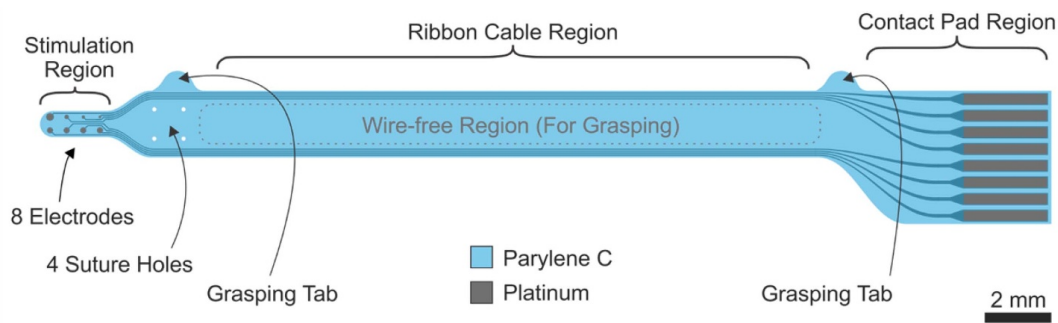 Stimulation
Region
Ribbon Cable Region
Contact Pad Region
Wire-free Region (For Grasping)
8 Electrodes
4 Suture Holes
Grasping Tab
Parylene C
Platinum
Grasping Tab
2 mm